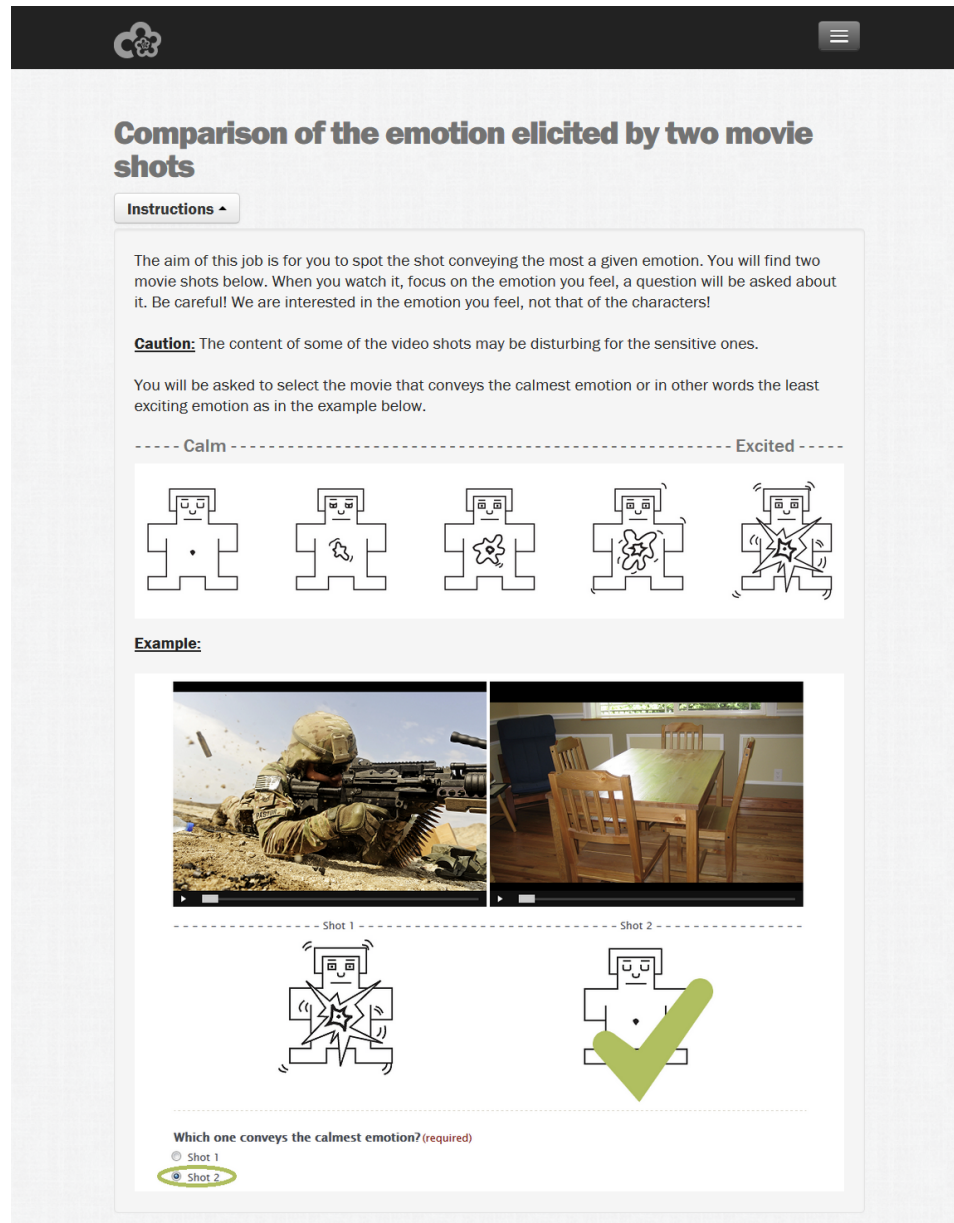 Comparison of the emotion elicited by two movie
shots
Instructions
The aim of this job is for you to spot the shot conveying the most a given emotion. You will find two
movie shots below. When you watch it, focus on the emotion you feel, a question will be asked about
it. Be careful! We are interested in the emotion you feel, not that of the characters!
Caution: The content of some of the video shots may be disturbing for the sensitive ones.
You will be asked to select the movie that conveys the calmest emotion or in other words the least
exciting emotion as in the example below.
----- Calm ---------------------------------------------------- Excited -----
Example:
Shot 1
Shot 2
Which one conveys the calmest emotion? (required)
Shot 1
Shot 2